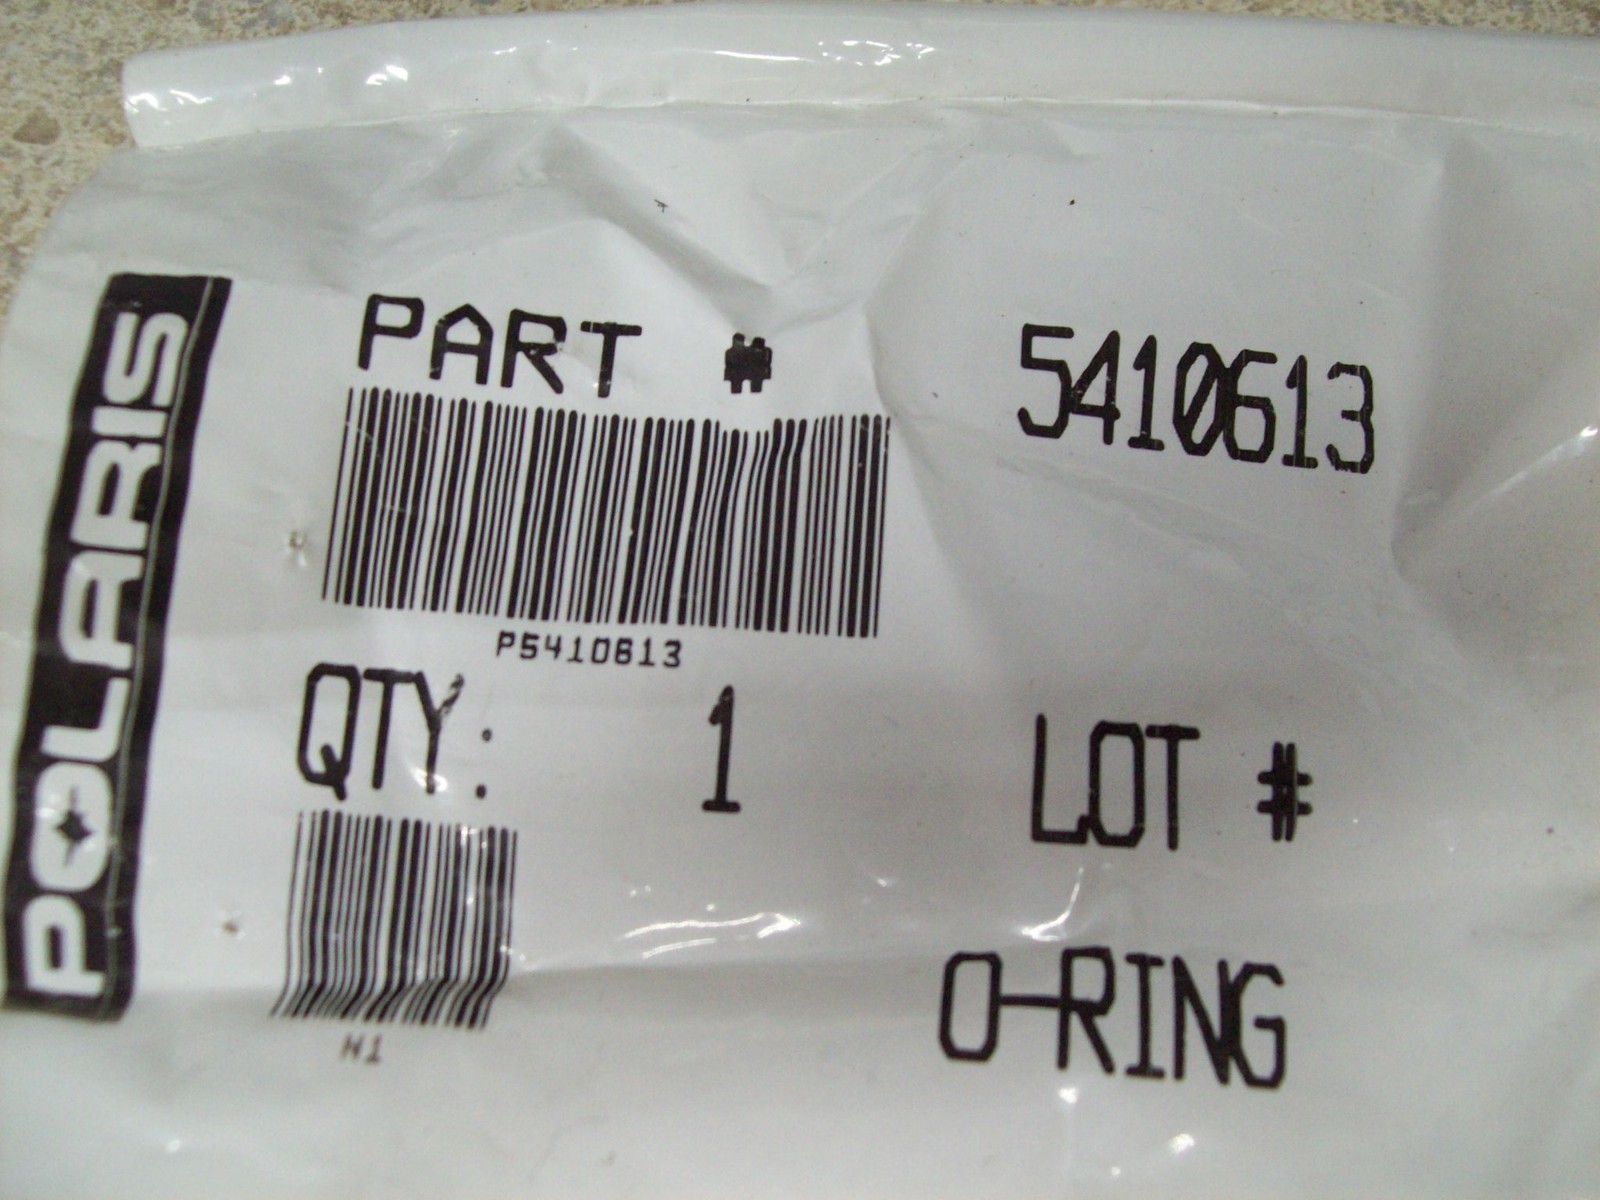 POLARIS
PART # 5410613
P5410613
QTY: 1 LOT #
N1
O-RING